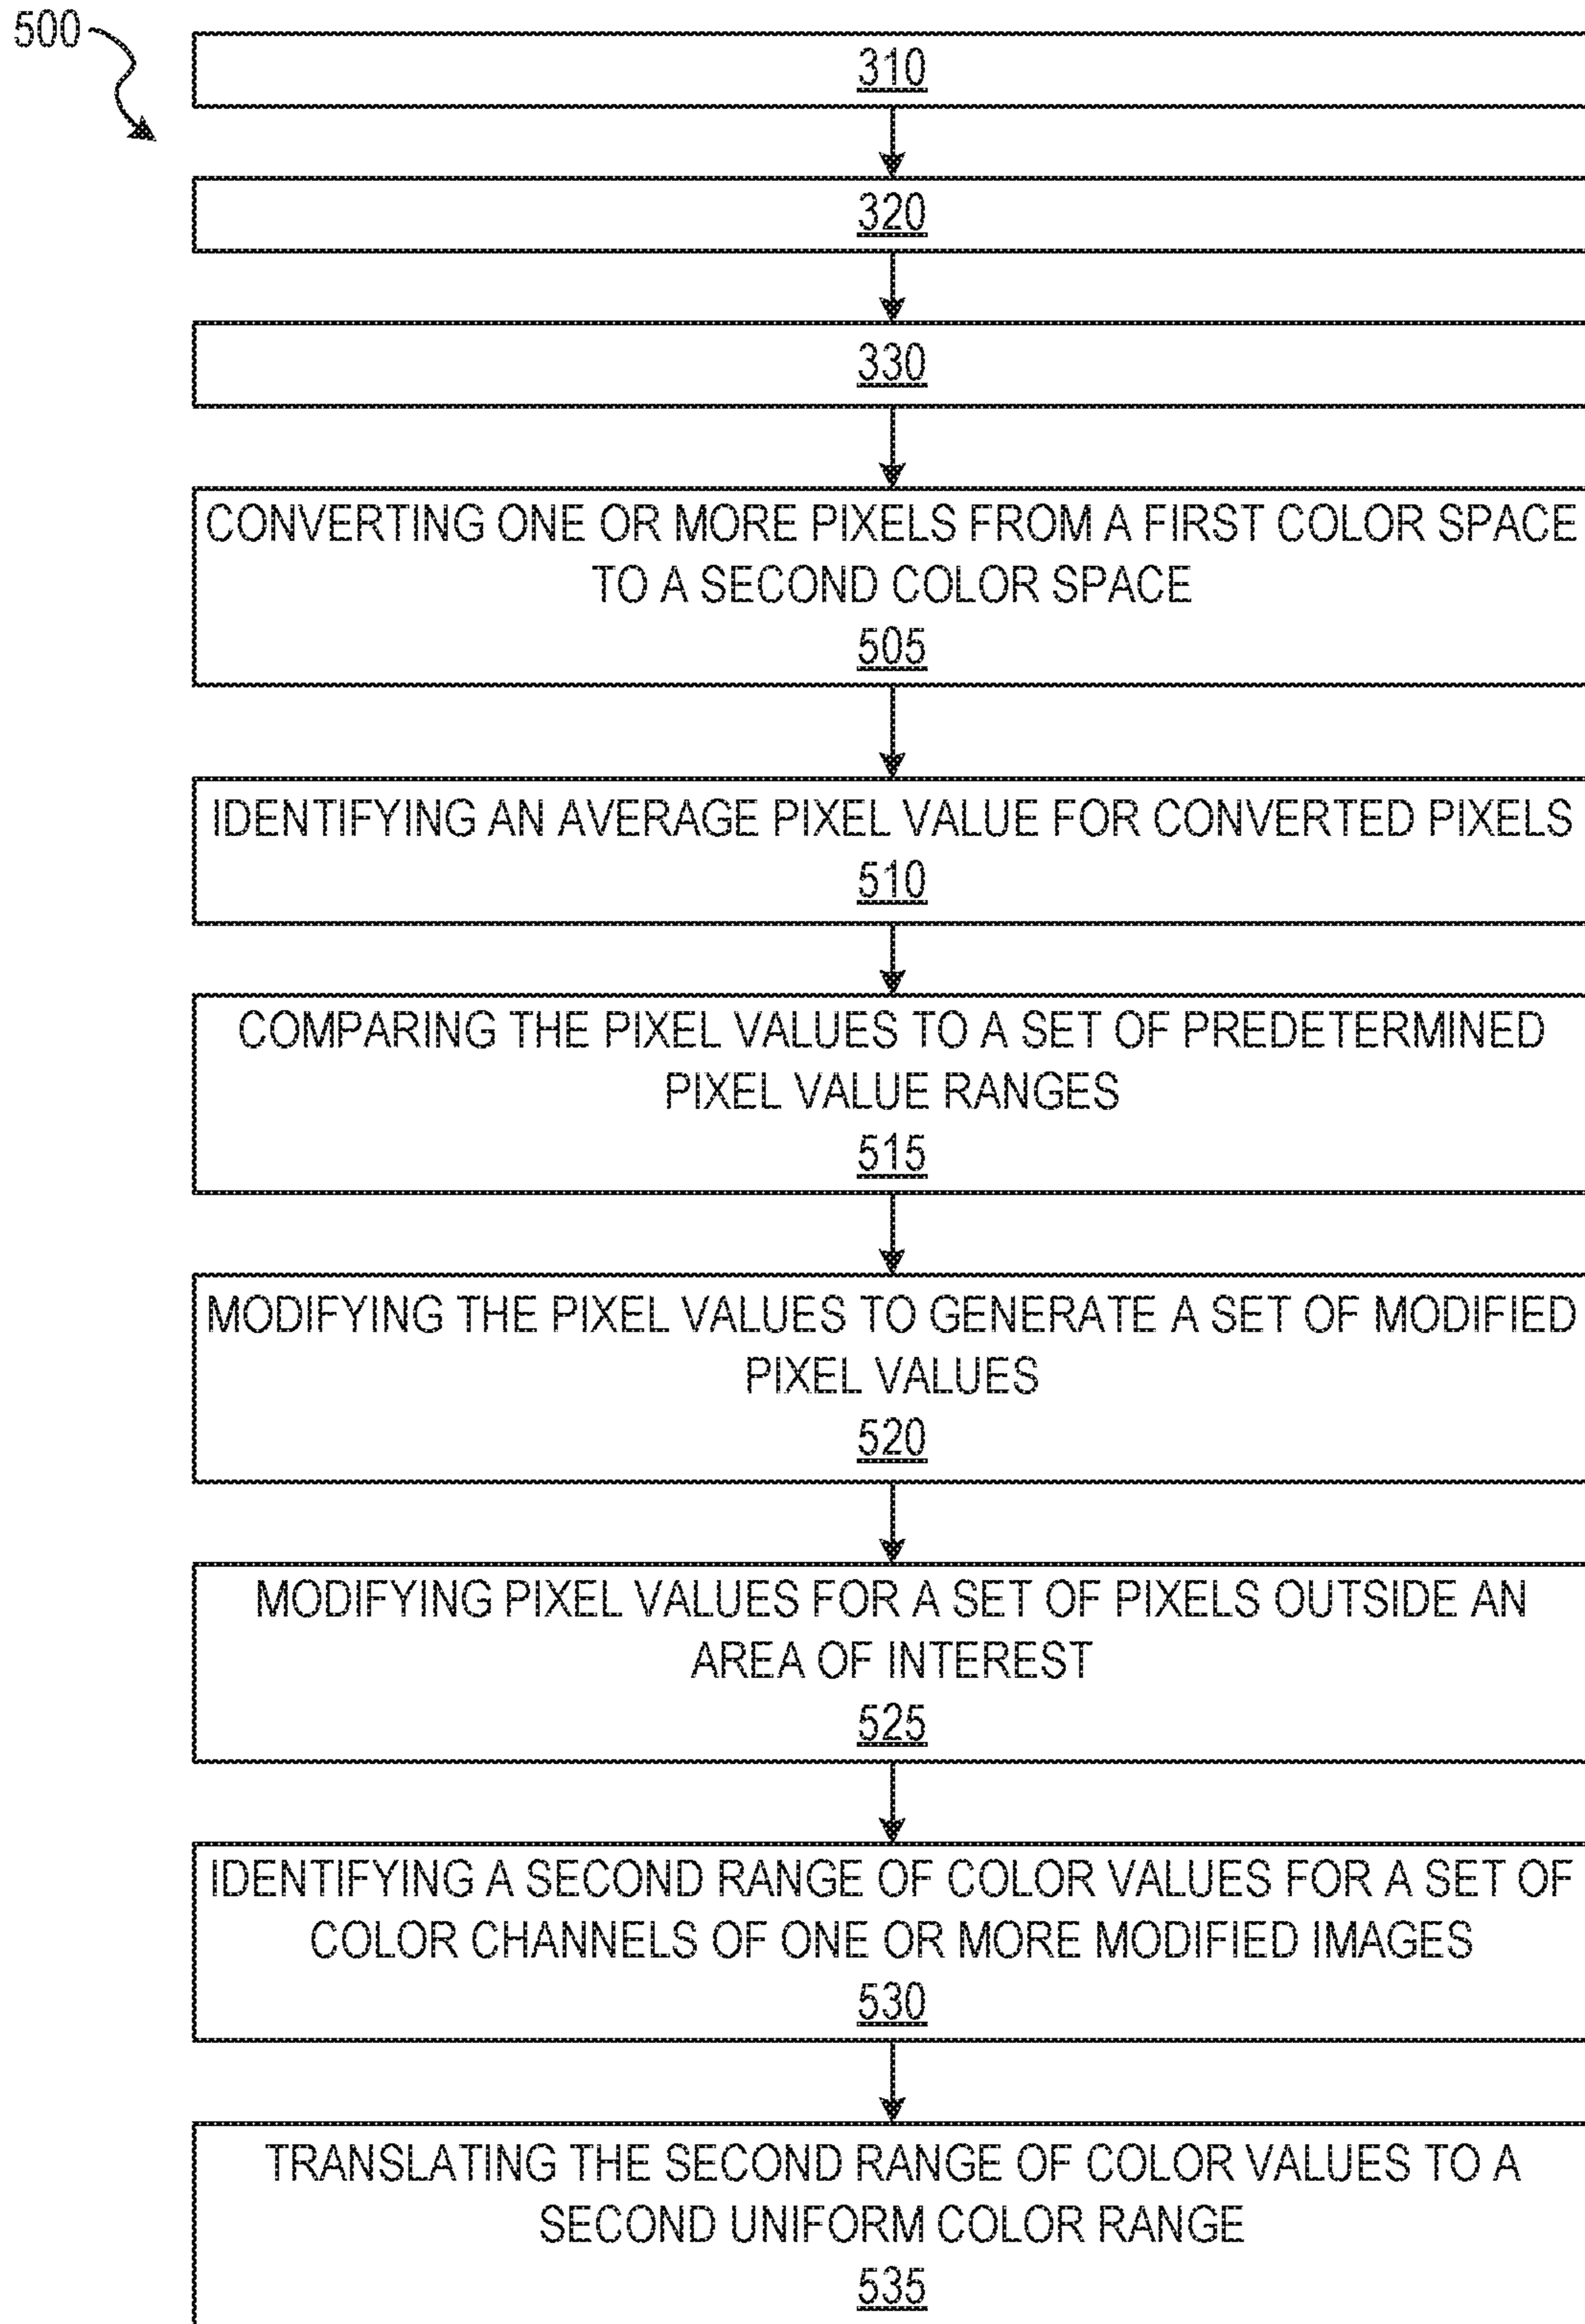 500
310
320
330
CONVERTING ONE OR MORE PIXELS FROM A FIRST COLOR SPACE
TO A SECOND COLOR SPACE
505
IDENTIFYING AN AVERAGE PIXEL VALUE FOR CONVERTED PIXELS
510
COMPARING THE PIXEL VALUES TO A SET OF PREDETERMINED
PIXEL VALUE RANGES
515
MODIFYING THE PIXEL VALUES TO GENERATE A SET OF MODIFIED
PIXEL VALUES
520
MODIFYING PIXEL VALUES FOR A SET OF PIXELS OUTSIDE AN
AREA OF INTEREST
525
IDENTIFYING A SECOND RANGE OF COLOR VALUES FOR A SET OF
COLOR CHANNELS OF ONE OR MORE MODIFIED IMAGES
530
TRANSLATING THE SECOND RANGE OF COLOR VALUES TO A
SECOND UNIFORM COLOR RANGE
535